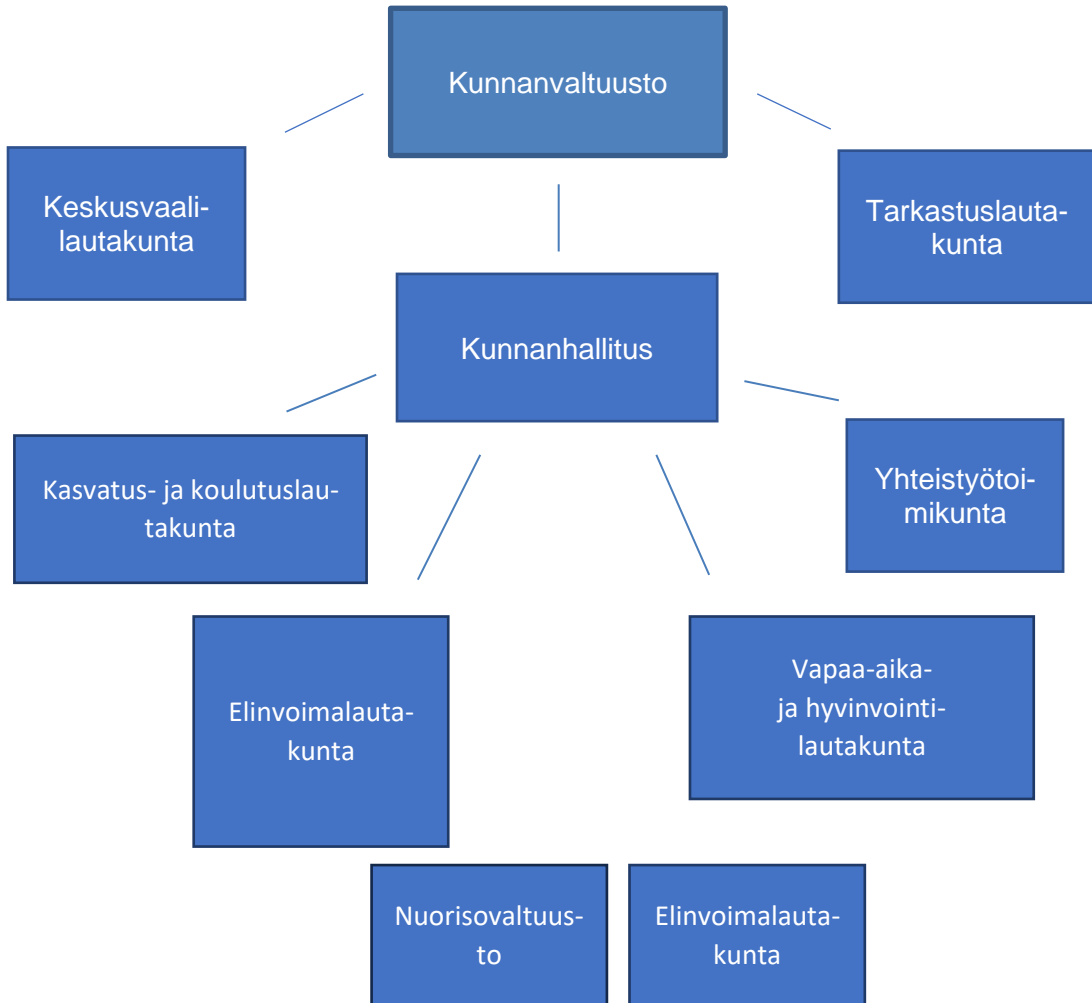 Kunnanvaltuusto
Keskusvaali-
lautakunta
Tarkastuslauta-
kunta
Kunnanhallitus
Kasvatus- ja koulutuslau-
takunta
Yhteistyötoi-
mikunta
Elinvoimalauta-
kunta
Vapaa-aika-
ja hyvinvointi-
lautakunta
Nuorisovaltuus-
to
Elinvoimalauta-
kunta